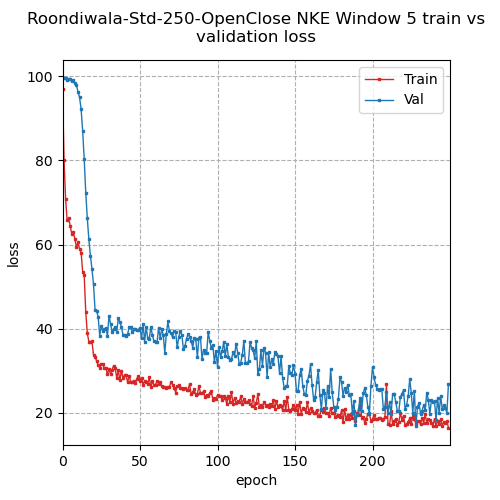 Roondiwala-Std-250-OpenClose NKE Window 5 train vs
validation loss
Train
Val
100
80
60
40
20
loss
0
50
100
150
200
epoch